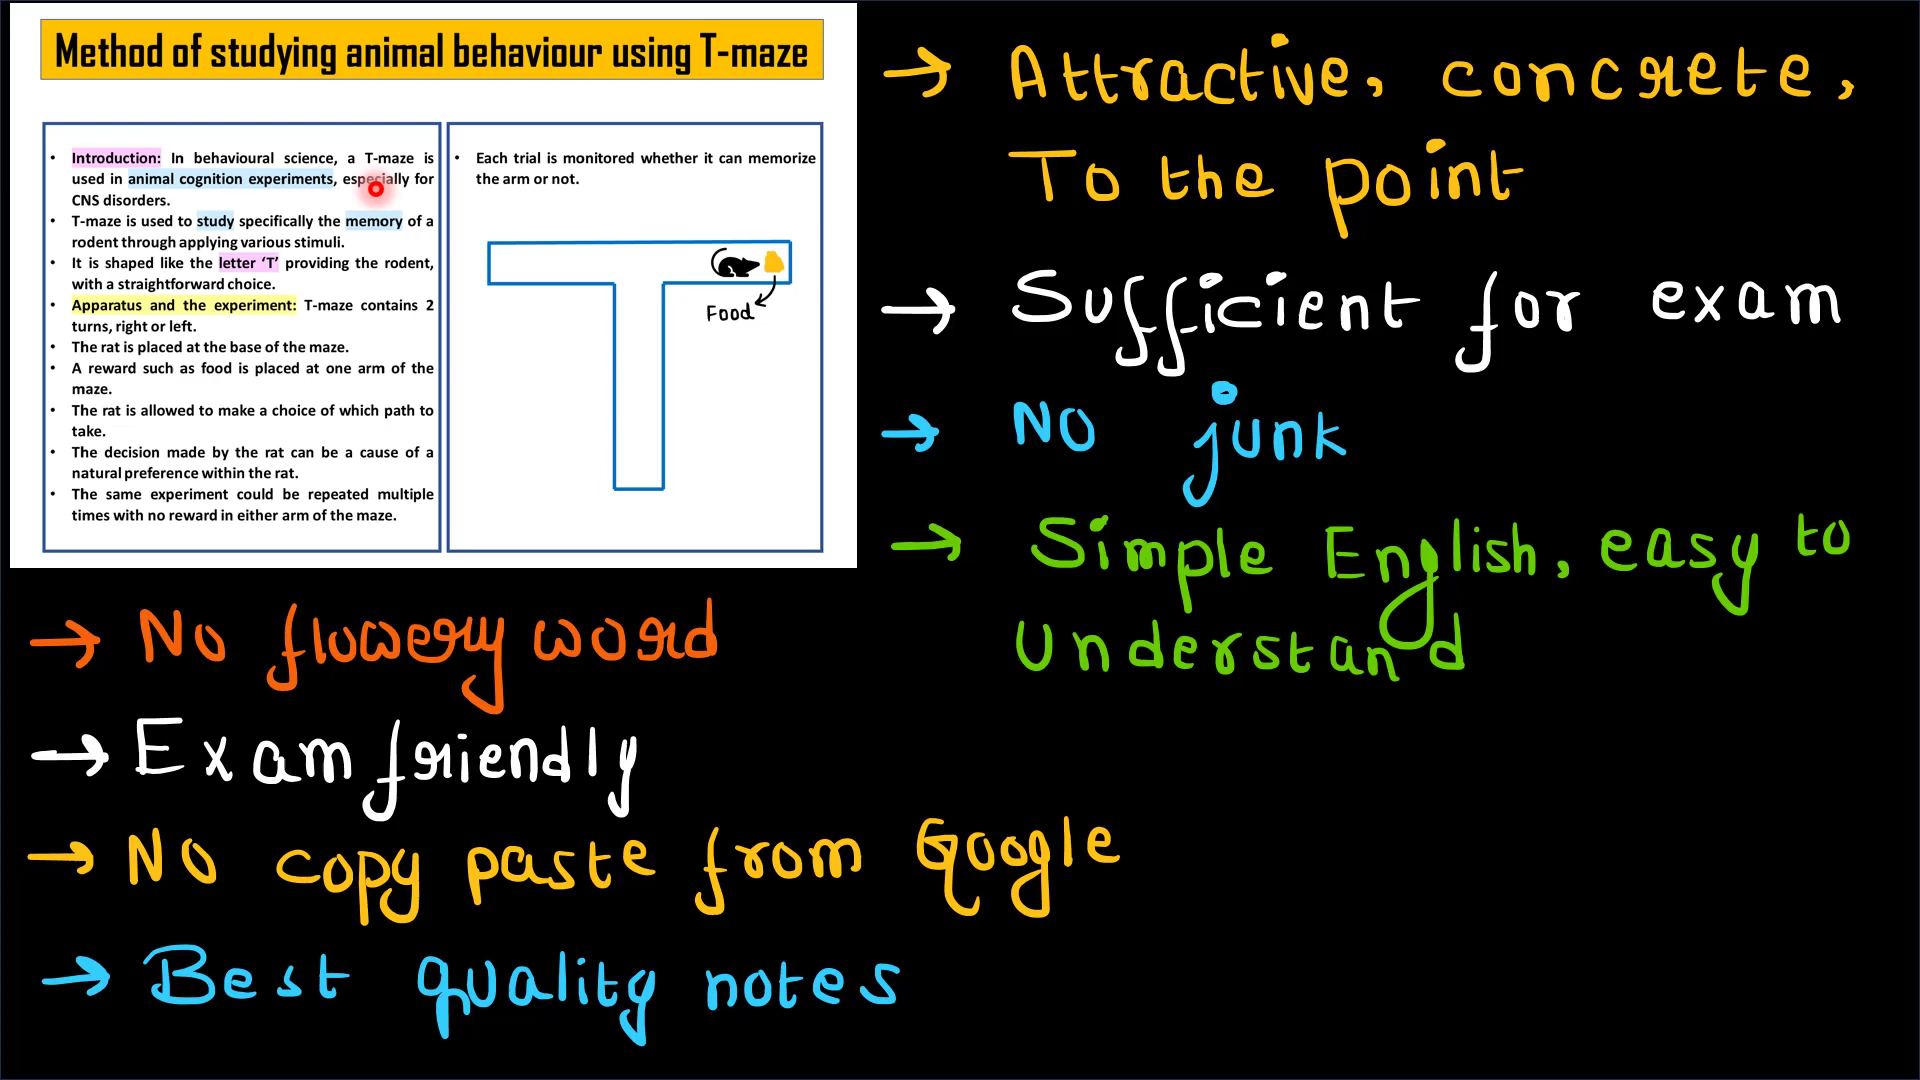 Method of studying animal behaviour using T-maze
• Introduction: In behavioural science, a T-maze is
used in animal cognition experiments, especially for
CNS disorders.
• T-maze is used to study specifically the memory of a
rodent through applying various stimuli.
• It is shaped like the letter ‘T’ providing the rodent,
with a straightforward choice.
• Apparatus and the experiment: T-maze contains 2
turns, right or left.
• The rat is placed at the base of the maze.
• A reward such as food is placed at one arm of the
maze.
• The rat is allowed to make a choice of which path to
take.
• The decision made by the rat can be a cause of a
natural preference within the rat.
• The same experiment could be repeated multiple
times with no reward in either arm of the maze.
• Each trial is monitored whether it can memorize
the arm or not.
Food
→ Attractive, concrete,
To the point
→ Sufficient for exam
→ No junk
→ Simple English, easy to
Understand
→ No flowery word
→ Exam friendly
→ No copy paste from Google
→ Best quality notes